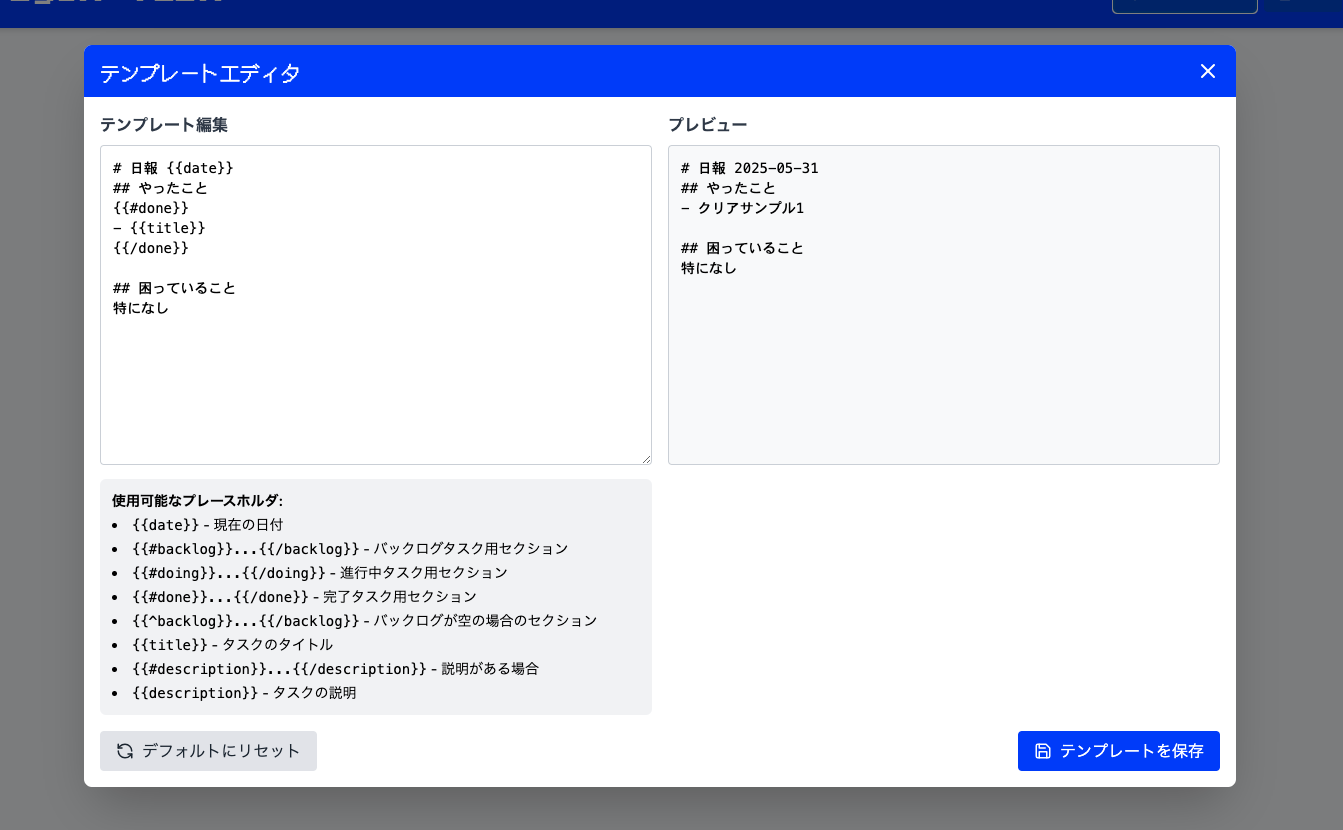 テンプレートエディタ
テンプレート編集
# 日報 {{date}}
## やったこと
{{#done}}
- {{title}}
{{/done}}
## 困っていること
特になし
プレビュー
# 日報 2025-05-31
## やったこと
- クリアサンプル1
## 困っていること
特になし
使用可能なプレースホルダ:
• {{date}} - 現在の日付
• {{#backlog}}...{{/backlog}} - バックログタスク用セクション
• {{#doing}}...{{/doing}} - 進行中タスク用セクション
• {{#done}}...{{/done}} - 完了タスク用セクション
• {{^backlog}}...{{/backlog}} - バックログが空の場合のセクション
• {{title}} - タスクのタイトル
• {{#description}}...{{/description}} - 説明がある場合
• {{description}} - タスクの説明
デフォルトにリセット
テンプレートを保存